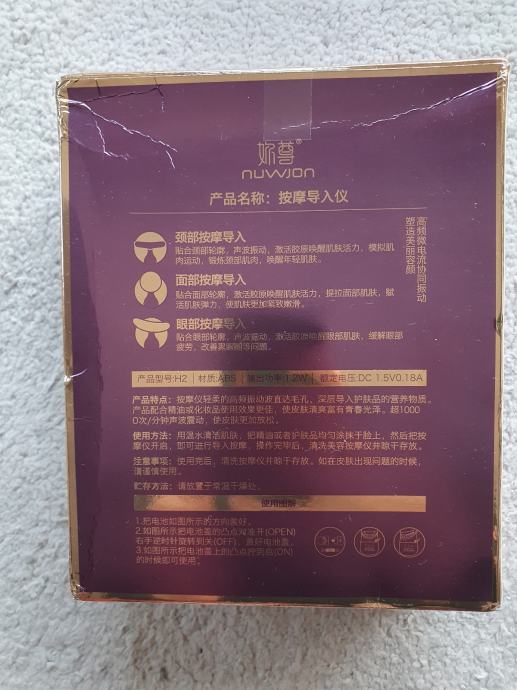 妳尊®
nuwjon
产品名称：按摩导入仪
高频微电流协同振动
塑造美丽容颜
颈部按摩导入
贴合颈部轮廓，声波振动，激活胶原唤醒肌肤活力，模拟肌
肉运动，锻炼颈部肌肉，唤醒年轻肌肤。
面部按摩导入
贴合面部轮廓，激活胶原唤醒肌肤活力，提拉面部肌肤，赋
活肌肤弹力，使肌肤更加紧致嫩滑。
眼部按摩导入
贴合眼部轮廓，声波振动，激活胶原唤醒眼部肌肤，缓解眼部
疲劳，改善黑眼圈等问题。
产品型号:H2 | 材质:ABS | 输出功率:1.2W | 额定电压:DC 1.5V0.18A
产品特点：按摩仪轻柔的高频振动波直达毛孔，深层导入护肤品的营养物质。
产品配合精油或化妆品使用效果更佳，使皮肤清爽富有青春光泽。超1000
0次/分钟声波震动，使皮肤更加放松。
使用方法：用温水清洁肌肤，把精油或者护肤品均匀涂抹于脸上，然后把按
摩仪开启，即可进行导入按摩，操作完毕后，清洗美容按摩仪并晾干存放。
注意事项：使用完后，清洗按摩仪并晾干存放。如在皮肤出现问题的时候，
请谨慎使用。
贮存方法：请放置于常温干燥处。
使用图解
1.把电池如图所示的方向装好。
2.如图所示把电池盖的凸点对准开(OPEN)
右手逆时针旋转到关(OFF)，盖好电池盖。
3.如图所示把电池盖上的凸点拧到启(ON)
的时候即可使用。